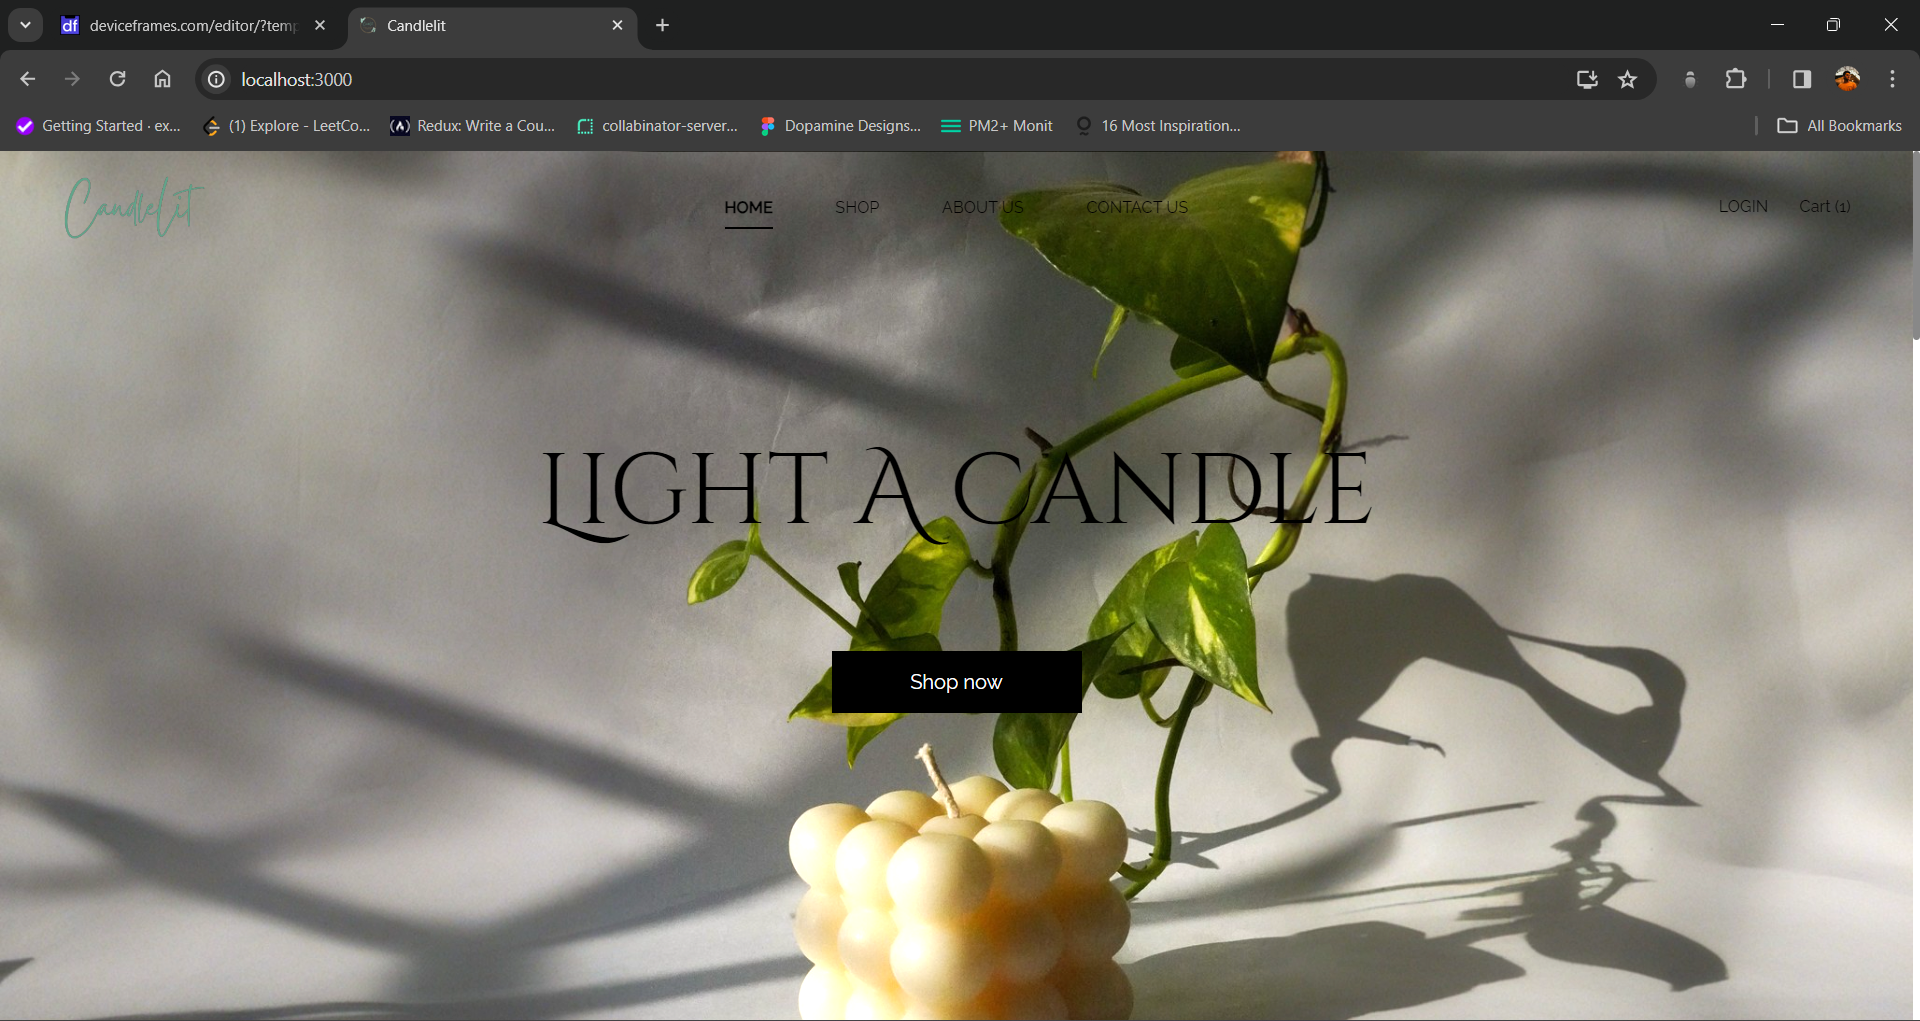 deviceframes.com/editor/?temp
Candlelit
localhost:3000
Getting Started · ex...
(1) Explore - LeetCo...
Redux: Write a Cou...
collabinator-server...
Dopamine Designs...
PM2+ Monit
16 Most Inspiration...
All Bookmarks
CandleLit
HOME
SHOP
ABOUT US
CONTACT US
LOGIN
Cart (1)
LIGHT A CANDLE
Shop now